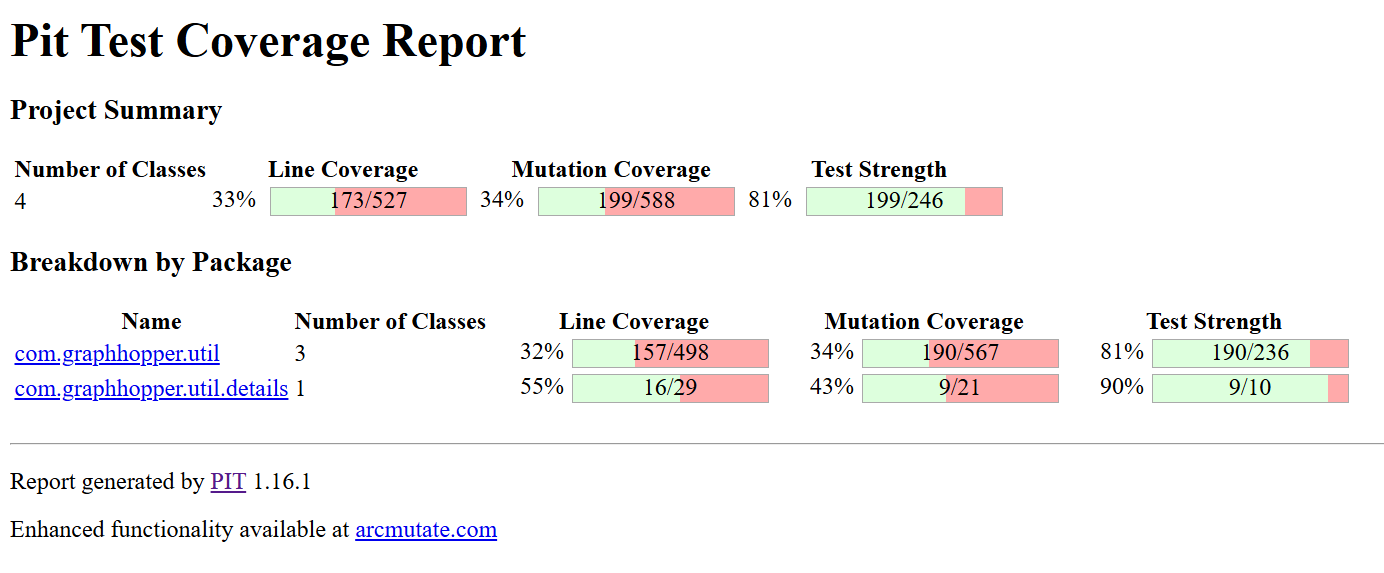 Pit Test Coverage Report
Project Summary
Number of Classes Line Coverage Mutation Coverage Test Strength
4 33% 173/527 34% 199/588 81% 199/246
Breakdown by Package
Name Number of Classes Line Coverage Mutation Coverage Test Strength
com.graphhopper.util 3 32% 157/498 34% 190/567 81% 190/236
com.graphhopper.util.details 1 55% 16/29 43% 9/21 90% 9/10
Report generated by PIT 1.16.1
Enhanced functionality available at arcmutate.com